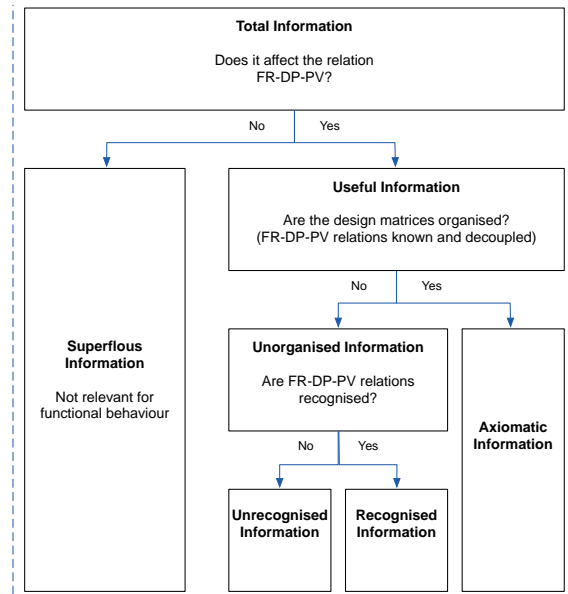 Total Information
Does it affect the relation
FR-DP-PV?
No
Yes
Useful Information
Are the design matrices organised?
(FR-DP-PV relations known and decoupled)
No
Yes
Superflous
Information
Not relevant for
functional behaviour
Unorganised Information
Are FR-DP-PV relations
recognised?
Axiomatic
Information
No
Yes
Unrecognised
Information
Recognised
Information